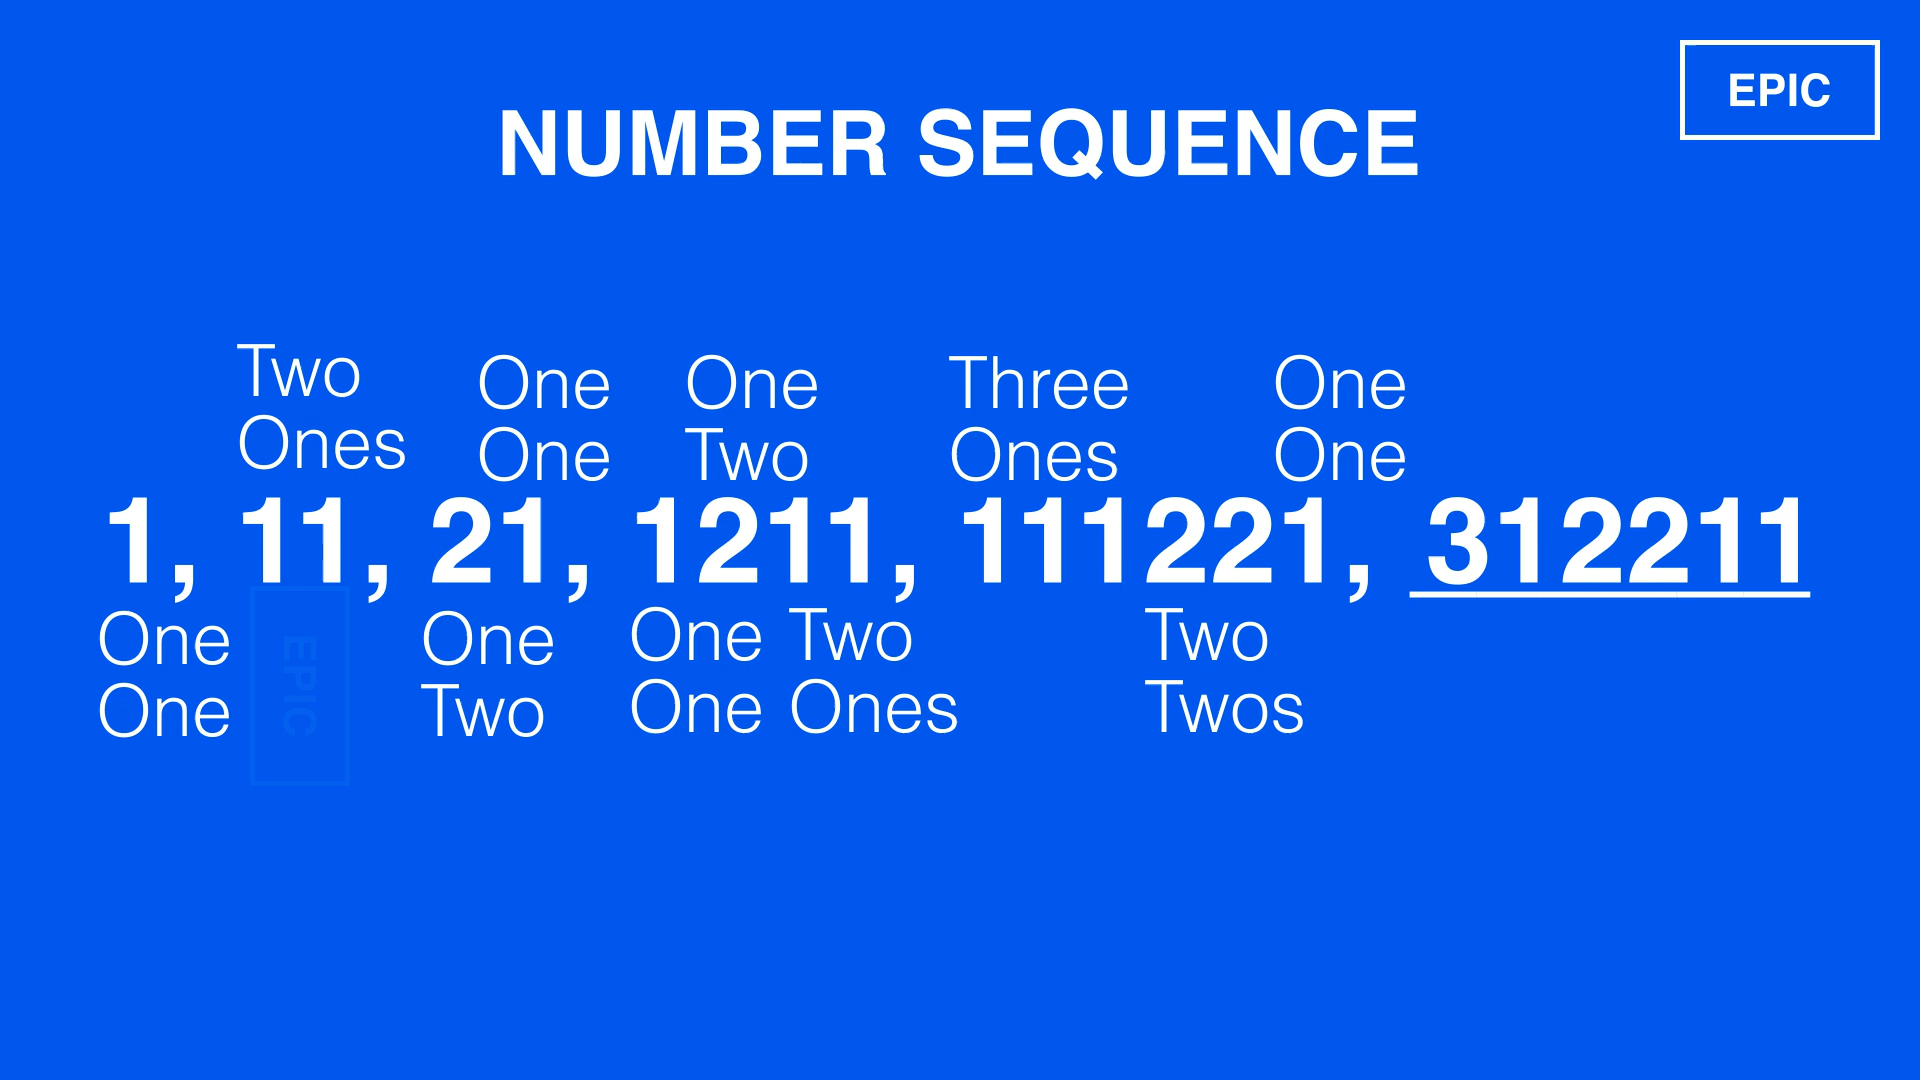 EPIC
NUMBER SEQUENCE
Two
Ones
One
One
One
Two
Three
Ones
One
One
1, 11, 21, 1211, 111221, 312211
One
One
EPIC
One
Two
One
One
Two
Ones
Two
Twos